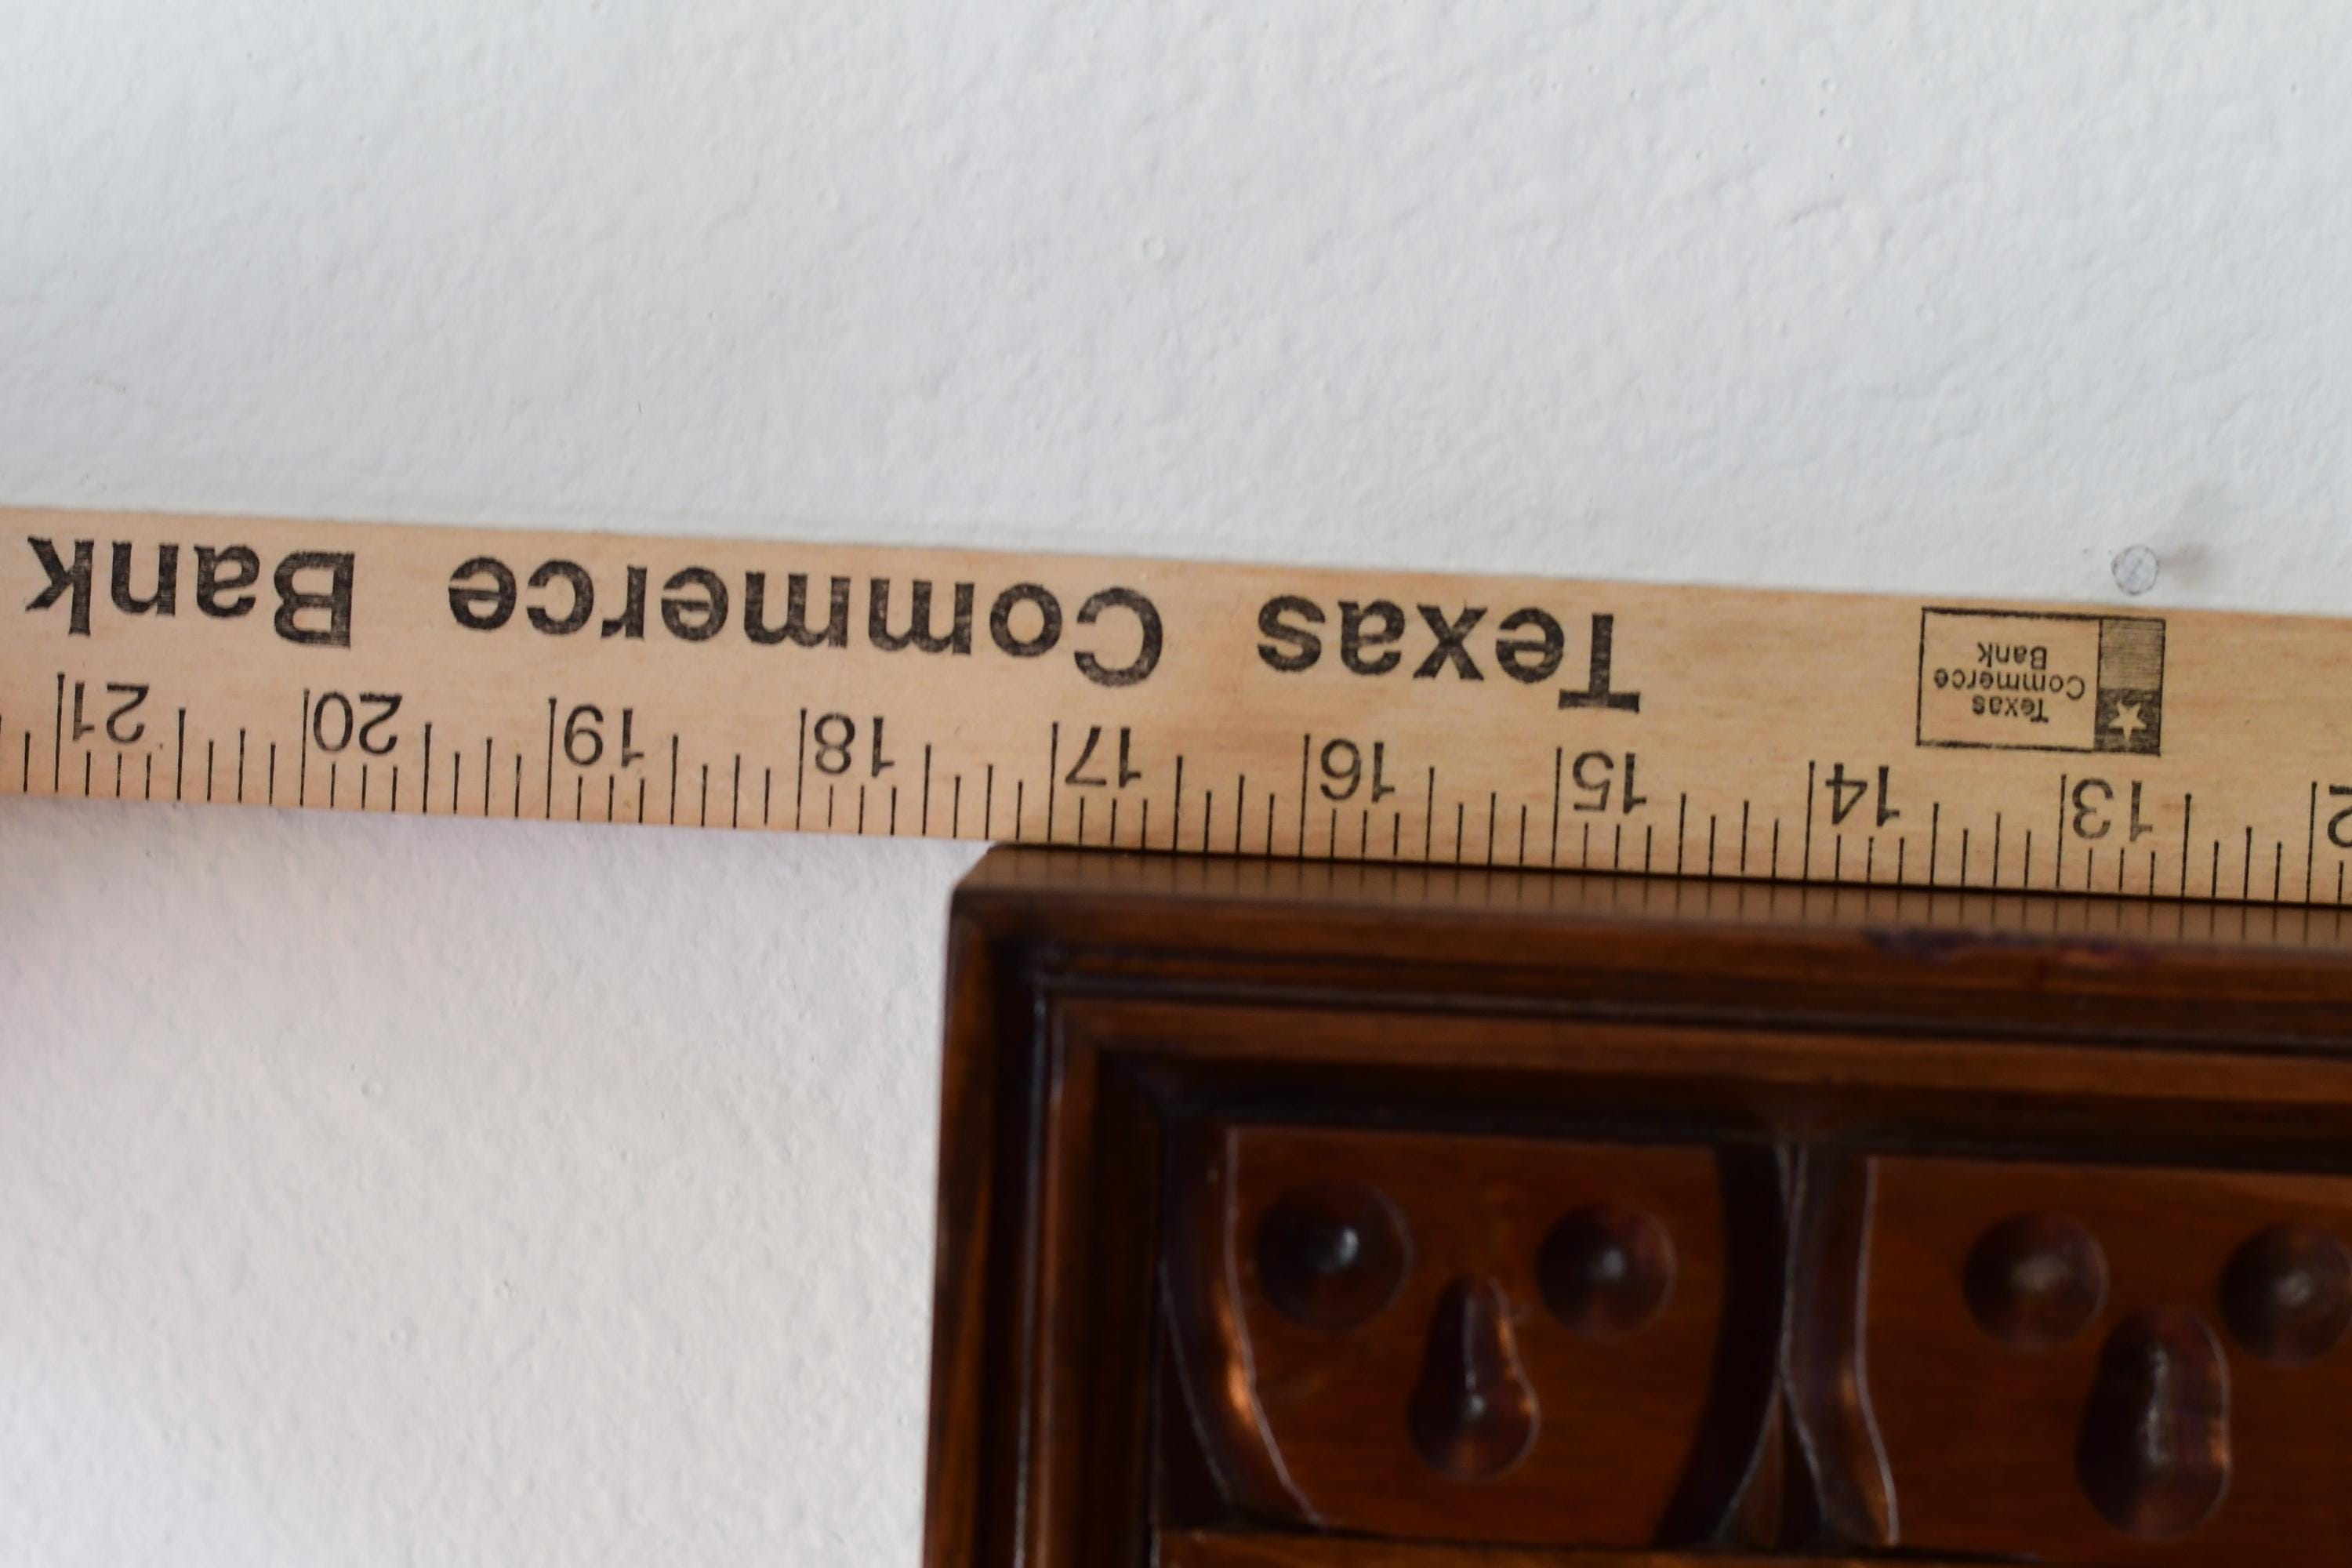 Texas Commerce Bank
Texas
Commerce
Bank
13 14 15 16 17 18 19 20 21